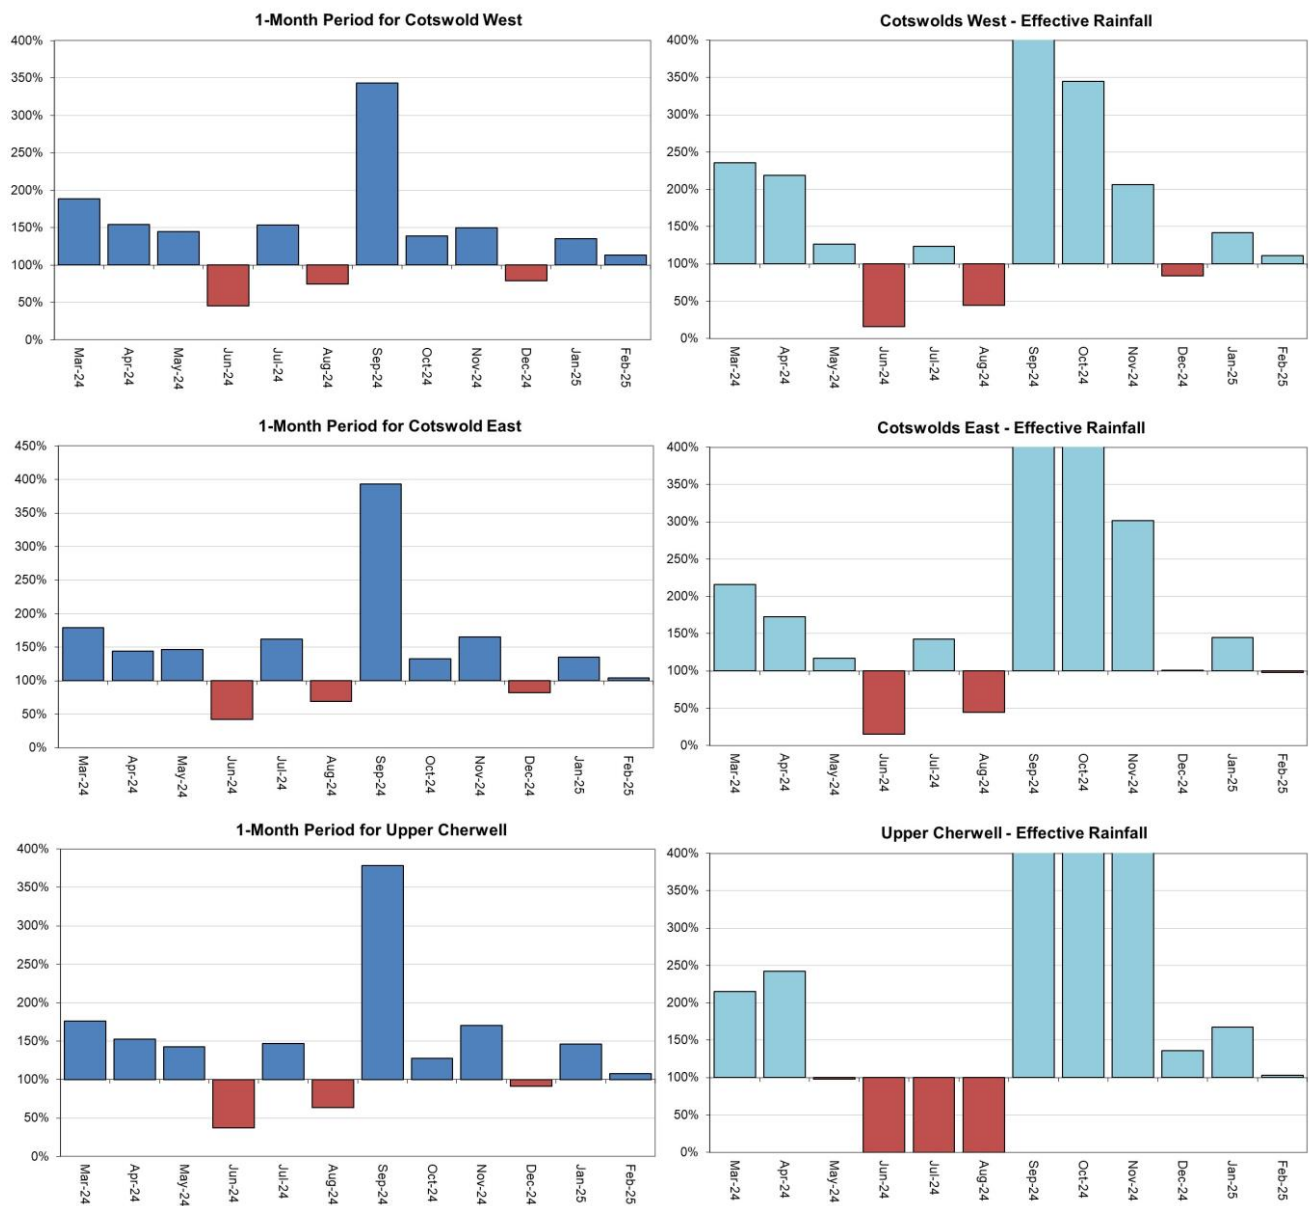 1-Month Period for Cotswold West
400%
350%
300%
250%
200%
150%
100%
50%
0%
Mar-24
Apr-24
May-24
Jun-24
Jul-24
Aug-24
Sep-24
Oct-24
Nov-24
Dec-24
Jan-25
Feb-25
Cotswolds West - Effective Rainfall
400%
350%
300%
250%
200%
150%
100%
50%
0%
Mar-24
Apr-24
May-24
Jun-24
Jul-24
Aug-24
Sep-24
Oct-24
Nov-24
Dec-24
Jan-25
Feb-25
1-Month Period for Cotswold East
450%
400%
350%
300%
250%
200%
150%
100%
50%
0%
Mar-24
Apr-24
May-24
Jun-24
Jul-24
Aug-24
Sep-24
Oct-24
Nov-24
Dec-24
Jan-25
Feb-25
Cotswolds East - Effective Rainfall
400%
350%
300%
250%
200%
150%
100%
50%
0%
Mar-24
Apr-24
May-24
Jun-24
Jul-24
Aug-24
Sep-24
Oct-24
Nov-24
Dec-24
Jan-25
Feb-25
1-Month Period for Upper Cherwell
400%
350%
300%
250%
200%
150%
100%
50%
0%
Mar-24
Apr-24
May-24
Jun-24
Jul-24
Aug-24
Sep-24
Oct-24
Nov-24
Dec-24
Jan-25
Feb-25
Upper Cherwell - Effective Rainfall
400%
350%
300%
250%
200%
150%
100%
50%
0%
Mar-24
Apr-24
May-24
Jun-24
Jul-24
Aug-24
Sep-24
Oct-24
Nov-24
Dec-24
Jan-25
Feb-25